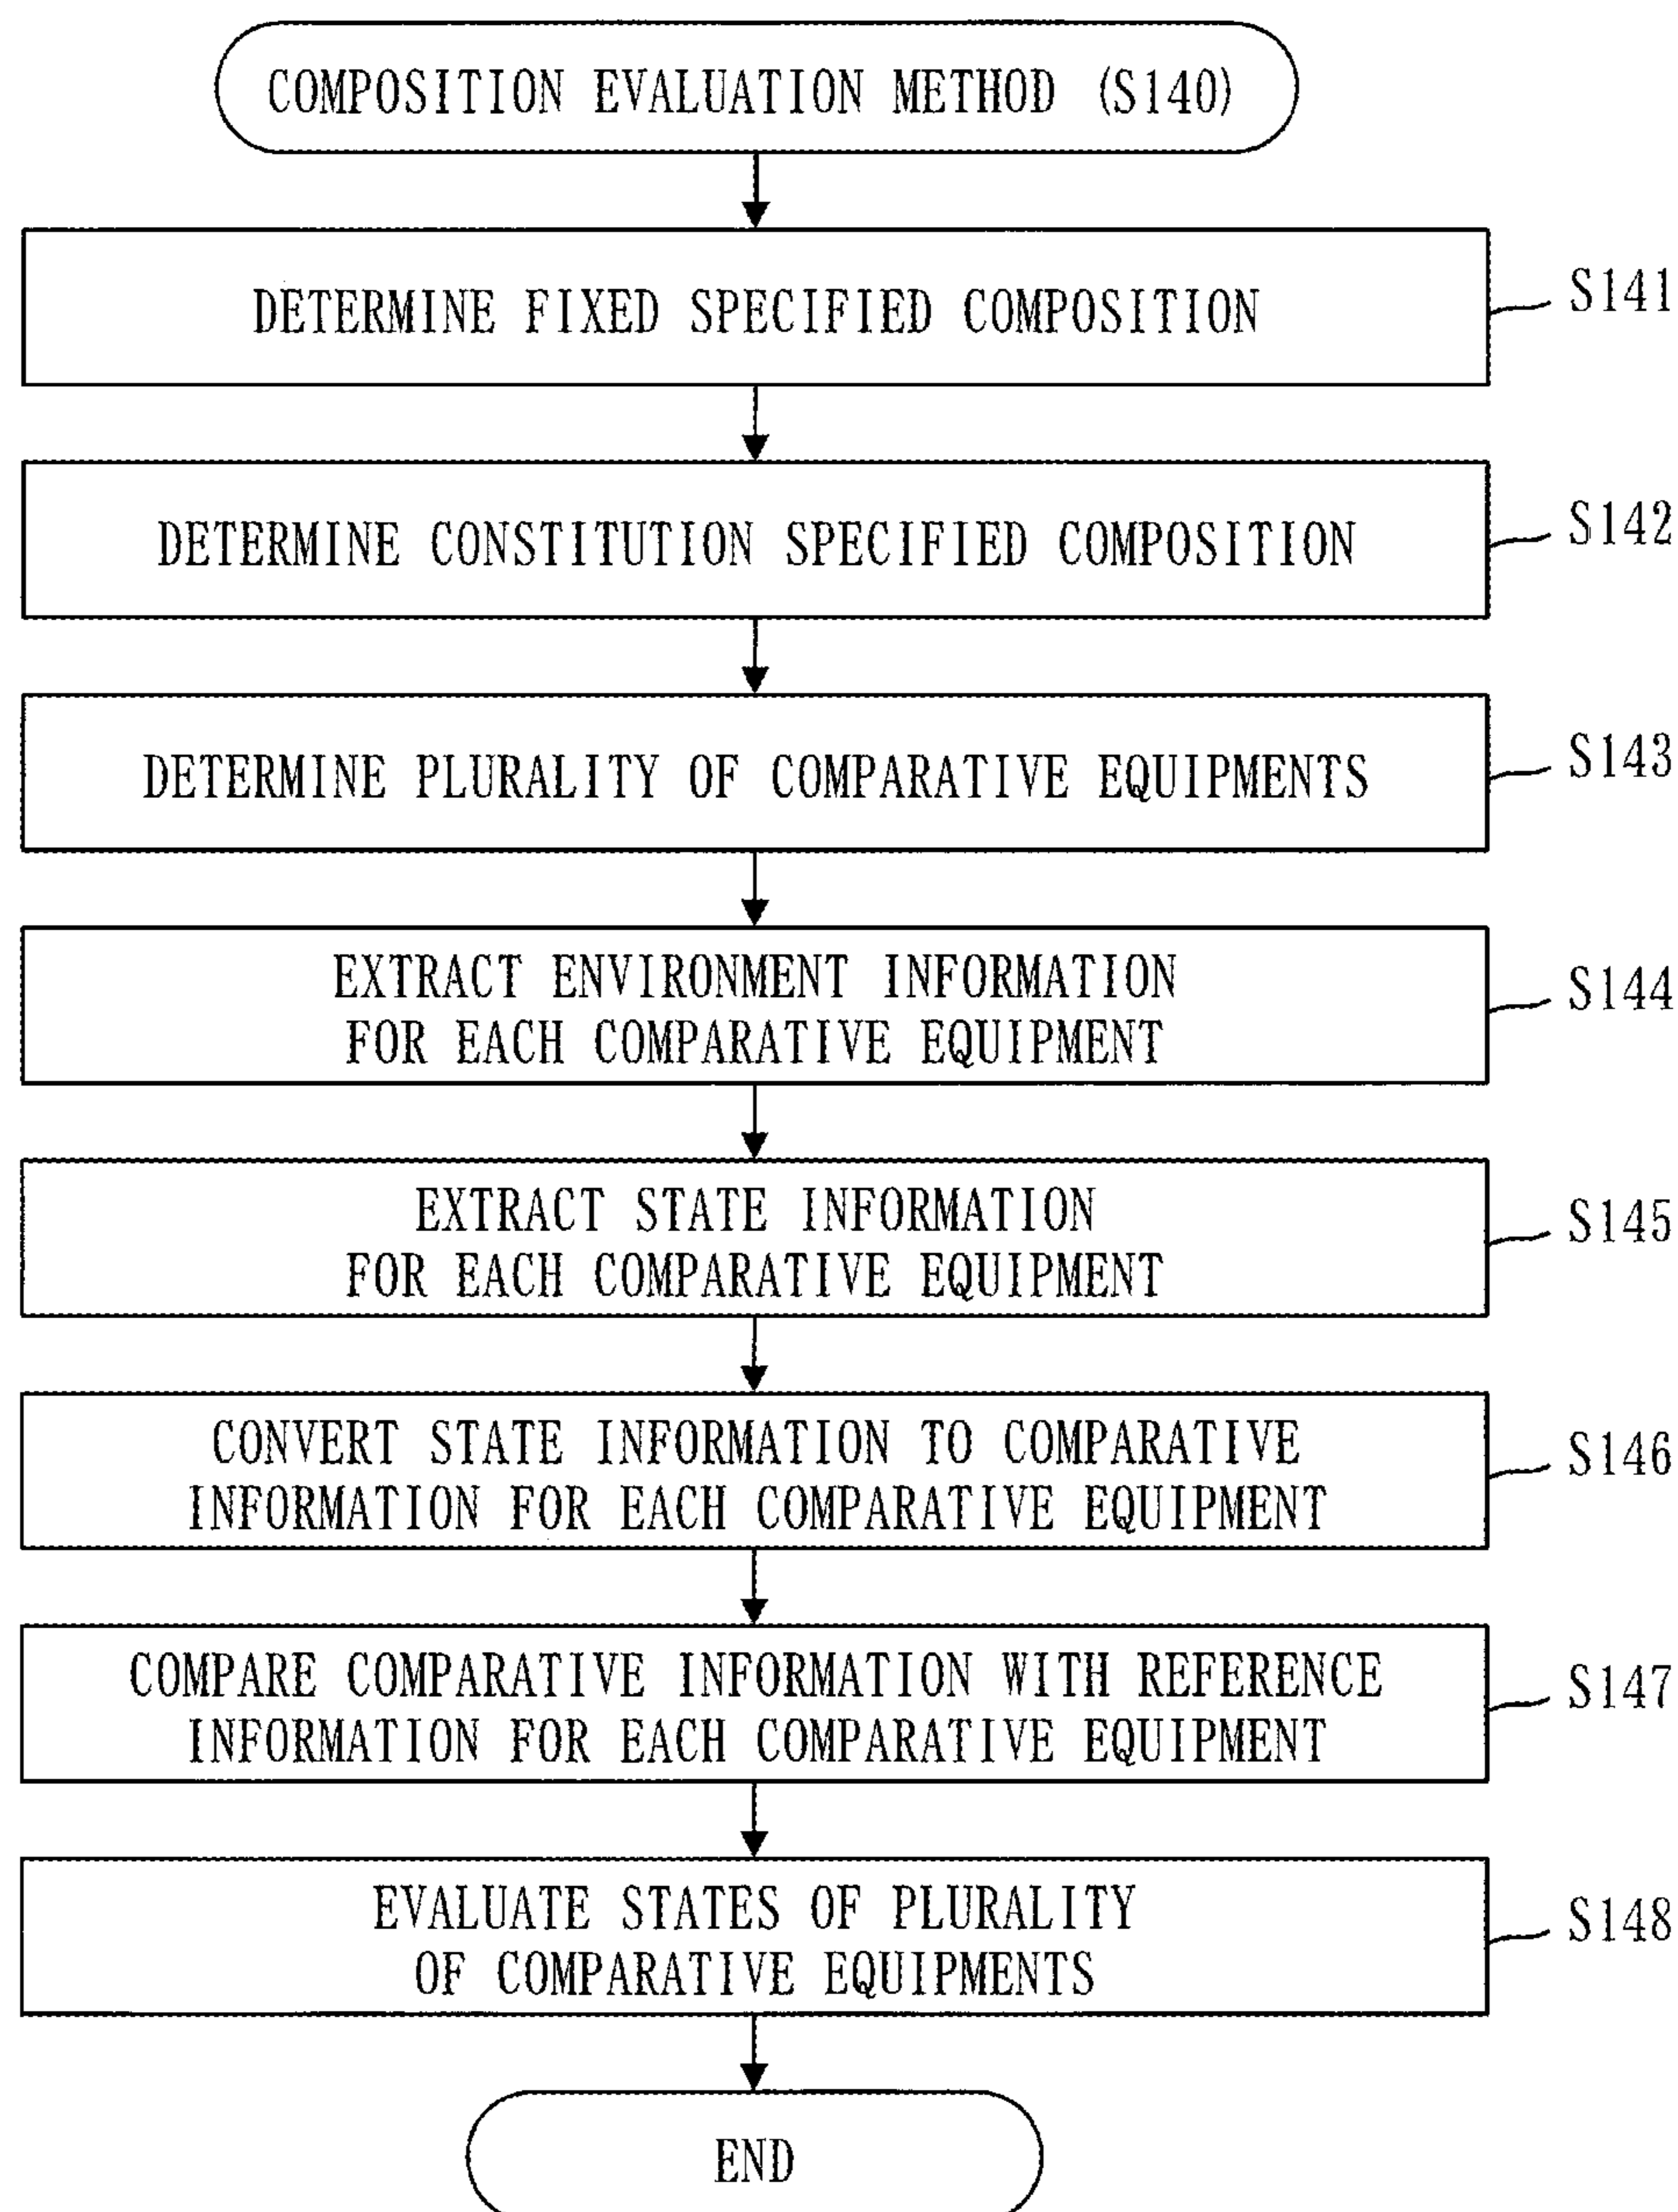 COMPOSITION EVALUATION METHOD (S140)
DETERMINE FIXED SPECIFIED COMPOSITION
S141
DETERMINE CONSTITUTION SPECIFIED COMPOSITION
S142
DETERMINE PLURALITY OF COMPARATIVE EQUIPMENTS
S143
EXTRACT ENVIRONMENT INFORMATION
FOR EACH COMPARATIVE EQUIPMENT
S144
EXTRACT STATE INFORMATION
FOR EACH COMPARATIVE EQUIPMENT
S145
CONVERT STATE INFORMATION TO COMPARATIVE
INFORMATION FOR EACH COMPARATIVE EQUIPMENT
S146
COMPARE COMPARATIVE INFORMATION WITH REFERENCE
INFORMATION FOR EACH COMPARATIVE EQUIPMENT
S147
EVALUATE STATES OF PLURALITY
OF COMPARATIVE EQUIPMENTS
S148
END